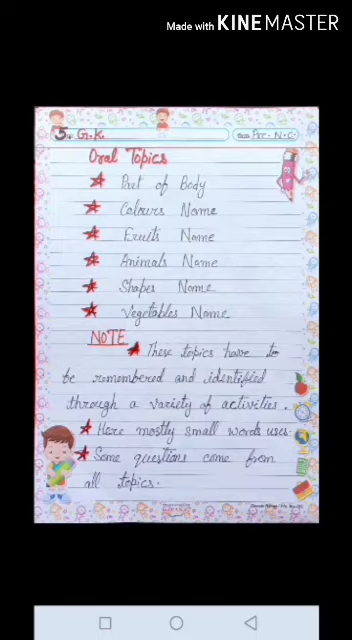 Made with KINEMASTER
5. G.K
Class Pre-N.C.
Oral Topics
Part of Body
Colours Name
Fruits Name
Animals Name
Shapes Name
Vegetables Name
NOTE
These topics have to
be remembered and identified
through a variety of activities.
Here mostly small words uses.
Some questions come from
all topics.